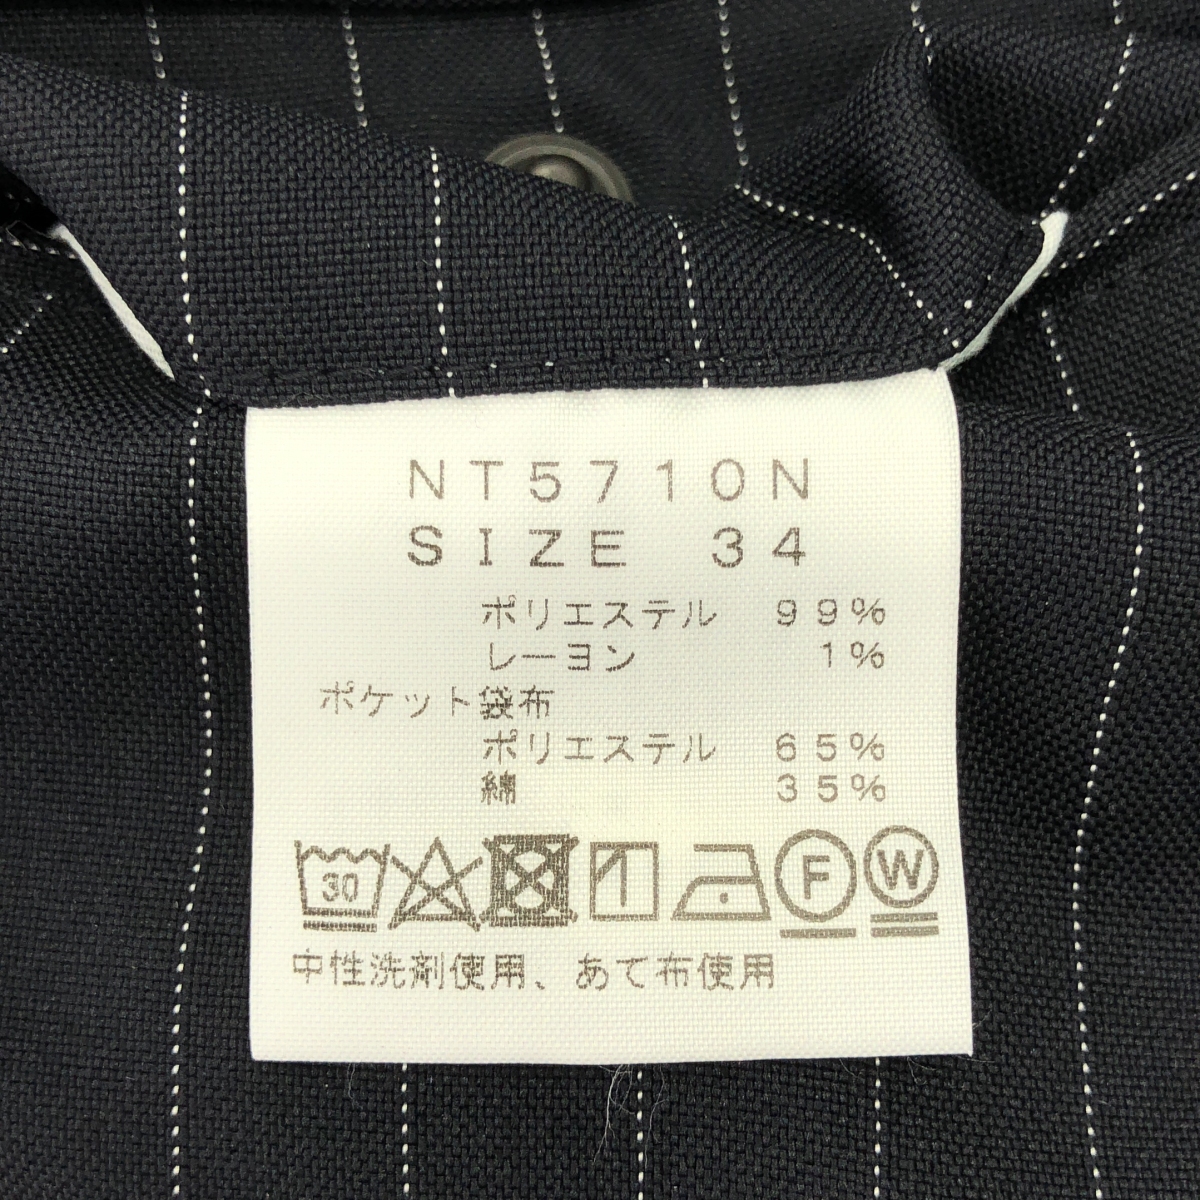 NT5710N
SIZE 34
ポリエステル 99%
レーヨン 1%
ポケット袋布
ポリエステル 65%
綿 35%
30 F W
中性洗剤使用、あて布使用